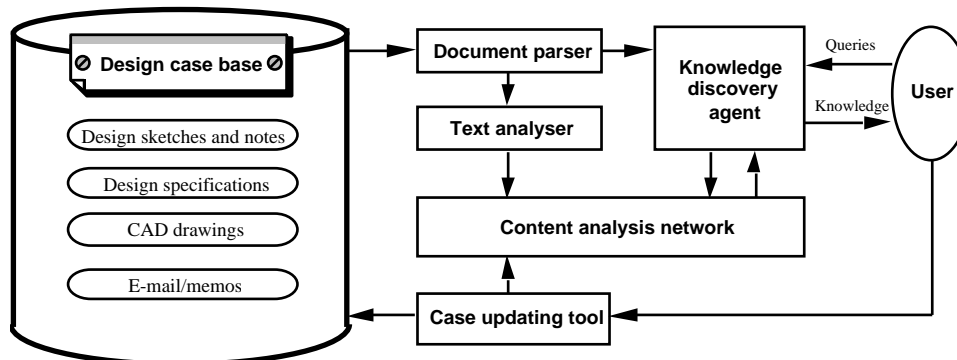 Design case base
Design sketches and notes
Design specifications
CAD drawings
E-mail/memos
Document parser
Text analyser
Knowledge
discovery
agent
Queries
Knowledge
User
Content analysis network
Case updating tool